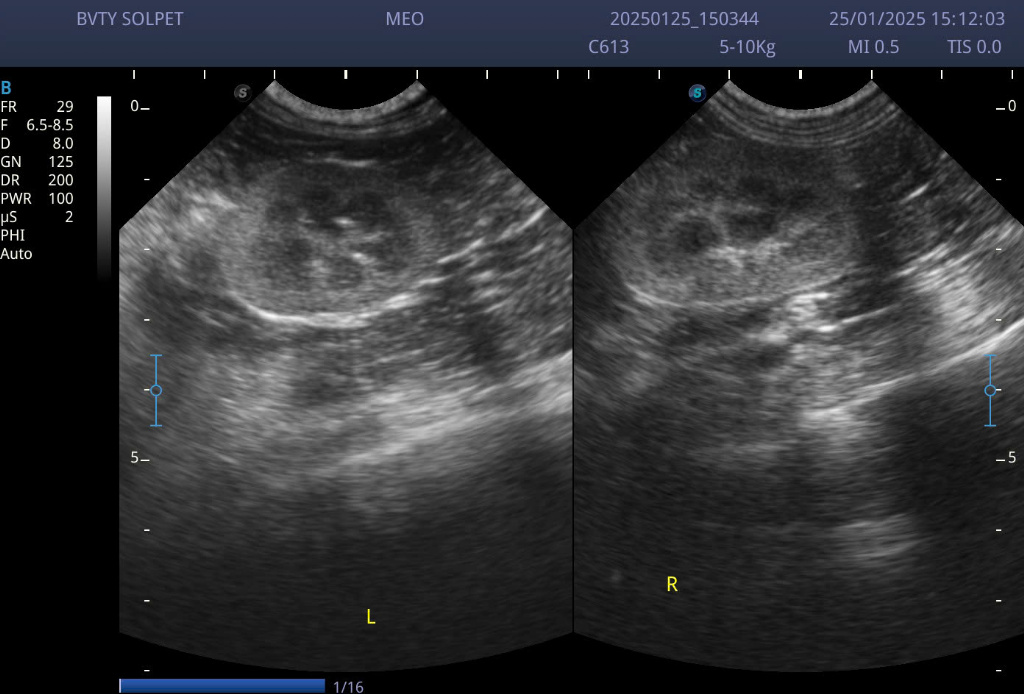 BVTY SOLPET MEO 20250125_150344 25/01/2025 15:12:03
C613 5-10Kg MI 0.5 TIS 0.0
B
FR 29
F 6.5-8.5
D 8.0
GN 125
DR 200
PWR 100
µS 2
PHI
Auto
S S
0 0
5 5
L R
1/16